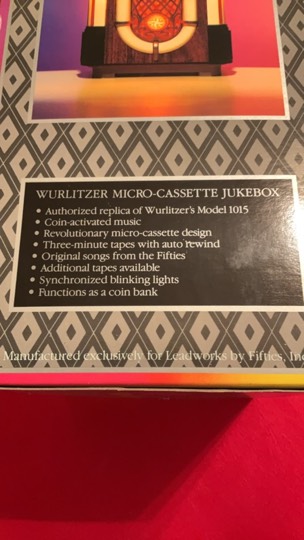 WURLITZER MICRO-CASSETTE JUKEBOX
• Authorized replica of Wurlitzer's Model 1015
• Coin-activated music
• Revolutionary micro-cassette design
• Three-minute tapes with auto rewind
• Original songs from the Fifties
• Additional tapes available
• Synchronized blinking lights
• Functions as a coin bank
Manufactured exclusively for Leadworks by Fifties, Inc